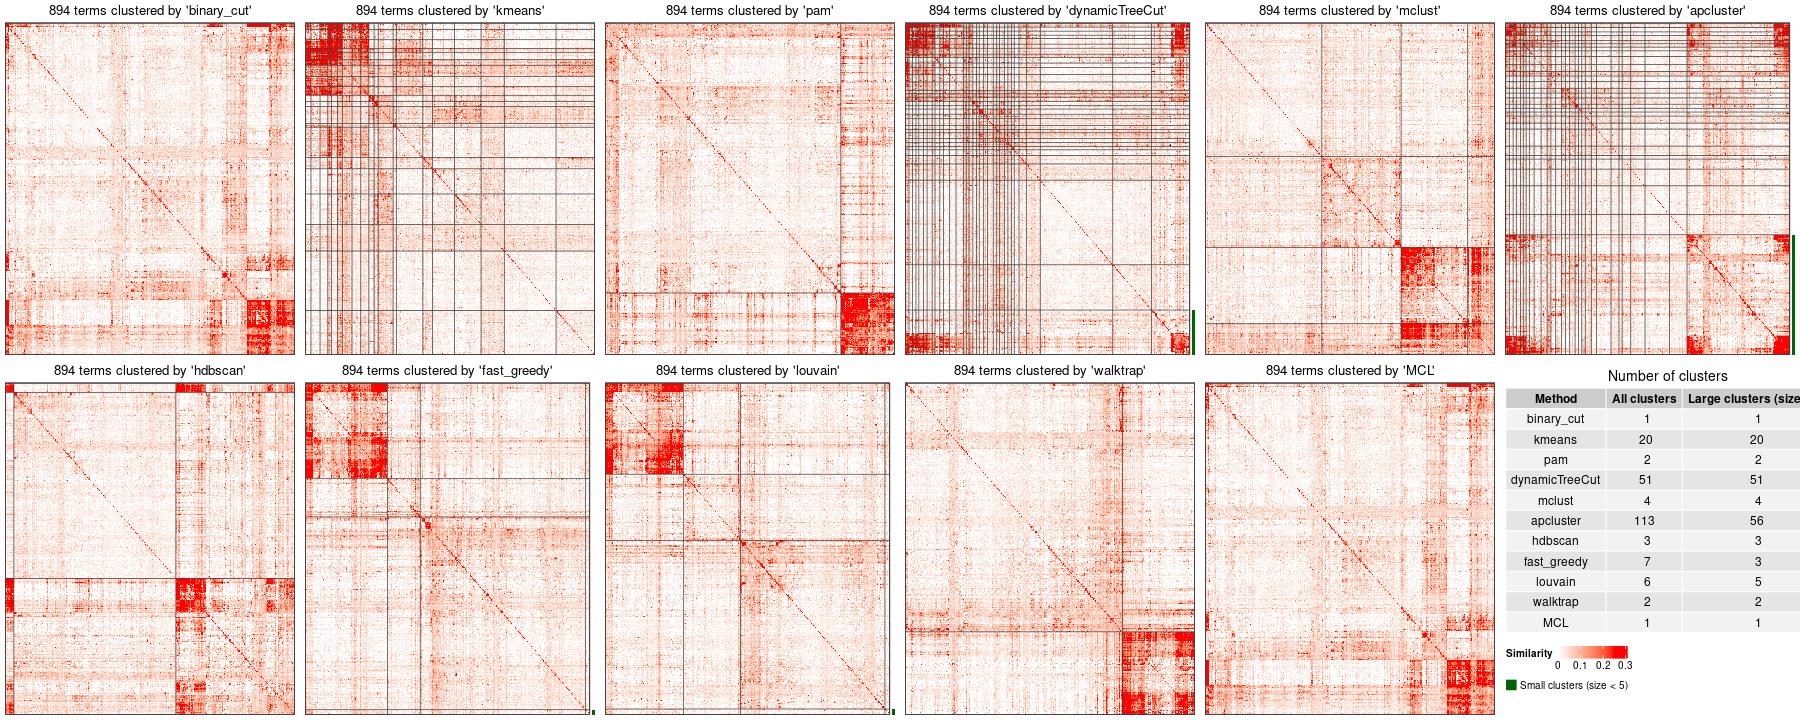 894 terms clustered by 'binary_cut'
894 terms clustered by 'kmeans'
894 terms clustered by 'pam'
894 terms clustered by 'dynamicTreeCut'
894 terms clustered by 'mclust'
894 terms clustered by 'apcluster'
894 terms clustered by 'hdbscan'
894 terms clustered by 'fast_greedy'
894 terms clustered by 'louvain'
894 terms clustered by 'walktrap'
894 terms clustered by 'MCL'
Number of clusters
Method All clusters Large clusters (size
binary_cut 1 1
kmeans 20 20
pam 2 2
dynamicTreeCut 51 51
mclust 4 4
apcluster 113 56
hdbscan 3 3
fast_greedy 7 3
louvain 6 5
walktrap 2 2
MCL 1 1
Similarity
0 0.1 0.2 0.3
Small clusters (size < 5)